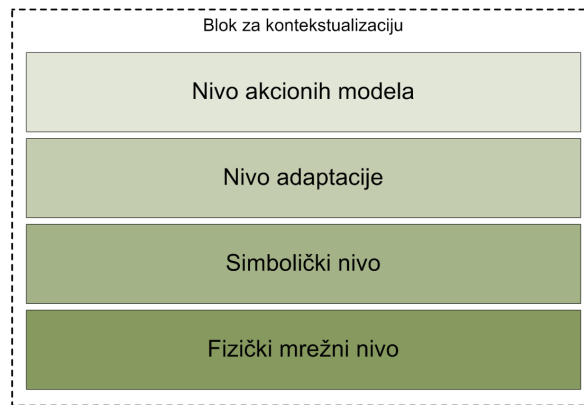 Blok za kontekstualizaciju
Nivo akcionih modela
Nivo adaptacije
Simbolički nivo
Fizički mrežni nivo